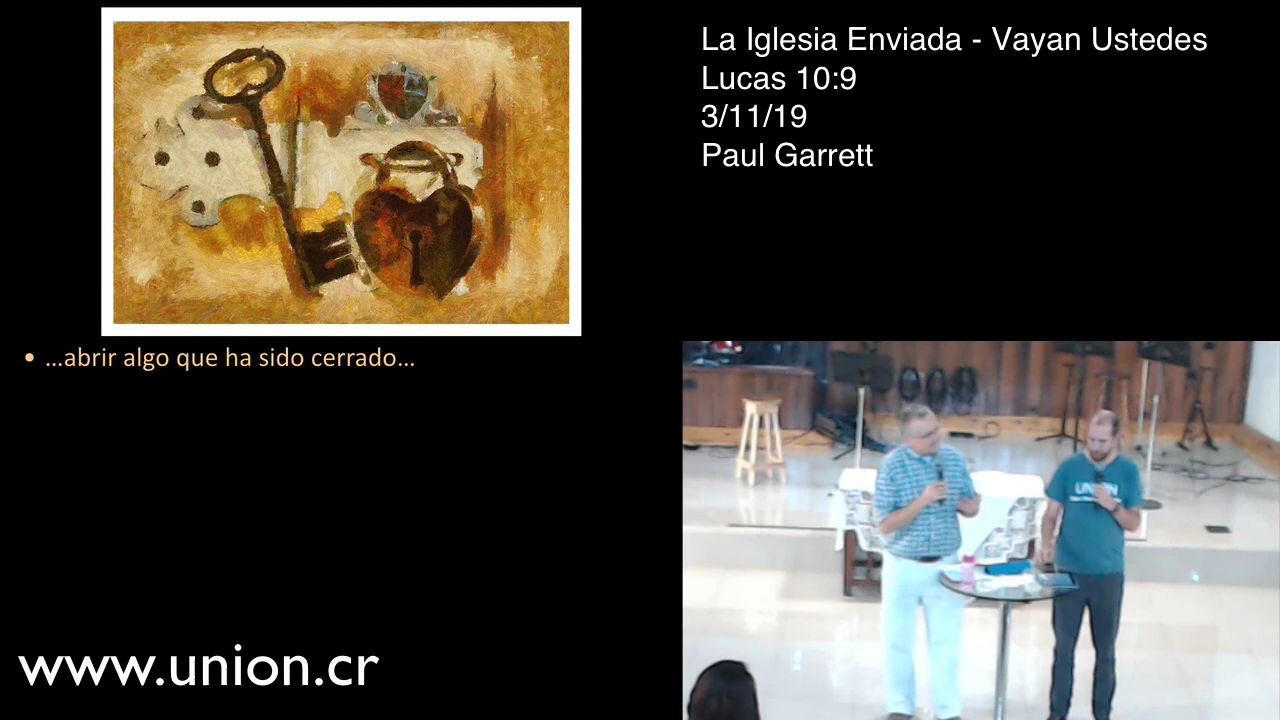 La Iglesia Enviada - Vayan Ustedes
Lucas 10:9
3/11/19
Paul Garrett
• ...abrir algo que ha sido cerrado...
www.union.cr
UNION